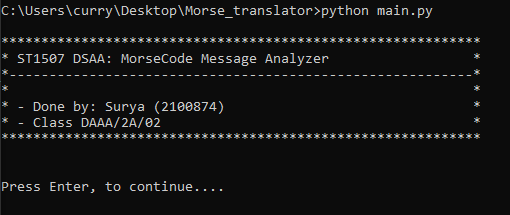 C:\Users\curry\Desktop\Morse_translator>python main.py
************************************************************
* ST1507 DSAA: MorseCode Message Analyzer                  *
*----------------------------------------------------------*
*                                                          *
* - Done by: Surya (2100874)                               *
* - Class DAAA/2A/02                                       *
************************************************************
Press Enter, to continue....